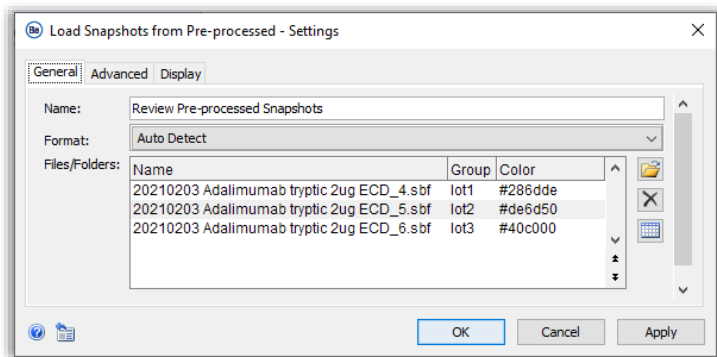 Be Load Snapshots from Pre-processed - Settings
General Advanced Display
Name: Review Pre-processed Snapshots
Format: Auto Detect
Files/Folders: Name Group Color
20210203 Adalimumab tryptic 2ug ECD_4.sbf lot1 #286dde
20210203 Adalimumab tryptic 2ug ECD_5.sbf lot2 #de6d50
20210203 Adalimumab tryptic 2ug ECD_6.sbf lot3 #40c000
OK Cancel Apply